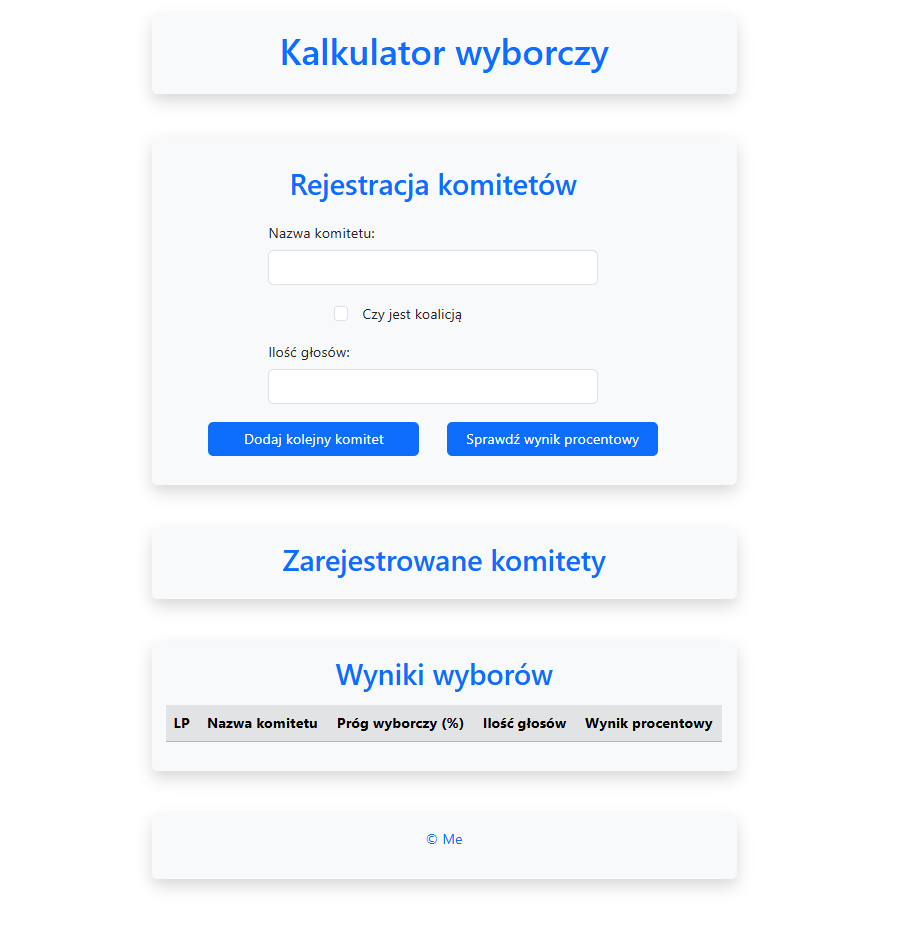 Kalkulator wyborczy
Rejestracja komitetów
Nazwa komitetu:
Czy jest koalicją
Ilość głosów:
Dodaj kolejny komitet Sprawdź wynik procentowy
Zarejestrowane komitety
Wyniki wyborów
LP Nazwa komitetu Próg wyborczy (%) Ilość głosów Wynik procentowy
© Me